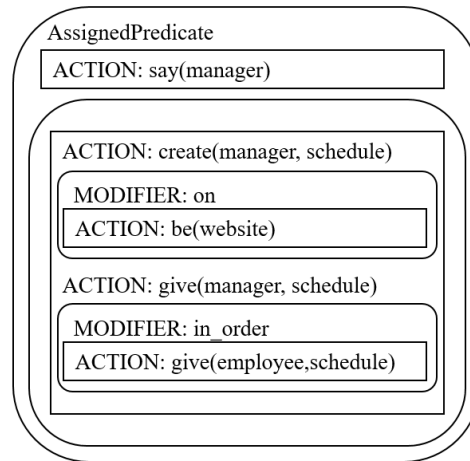 AssignedPredicate
ACTION: say(manager)
ACTION: create(manager, schedule)
MODIFIER: on
ACTION: be(website)
ACTION: give(manager, schedule)
MODIFIER: in_order
ACTION: give(employee,schedule)